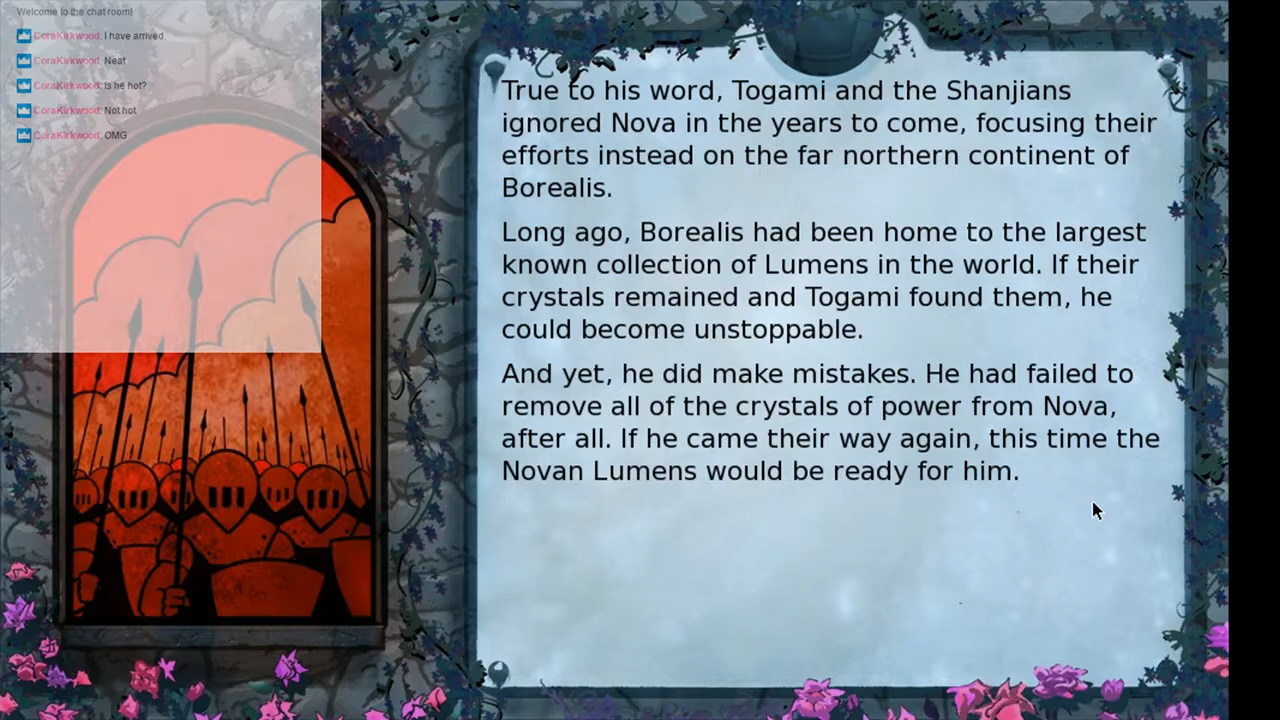 Welcome to the chat room!
CoraKirkwood: I have arrived.
CoraKirkwood: Neat
CoraKirkwood: Is he hot?
CoraKirkwood: Not hot
CoraKirkwood: OMG
True to his word, Togami and the Shanjians
ignored Nova in the years to come, focusing their
efforts instead on the far northern continent of
Borealis.
Long ago, Borealis had been home to the largest
known collection of Lumens in the world. If their
crystals remained and Togami found them, he
could become unstoppable.
And yet, he did make mistakes. He had failed to
remove all of the crystals of power from Nova,
after all. If he came their way again, this time the
Novan Lumens would be ready for him.